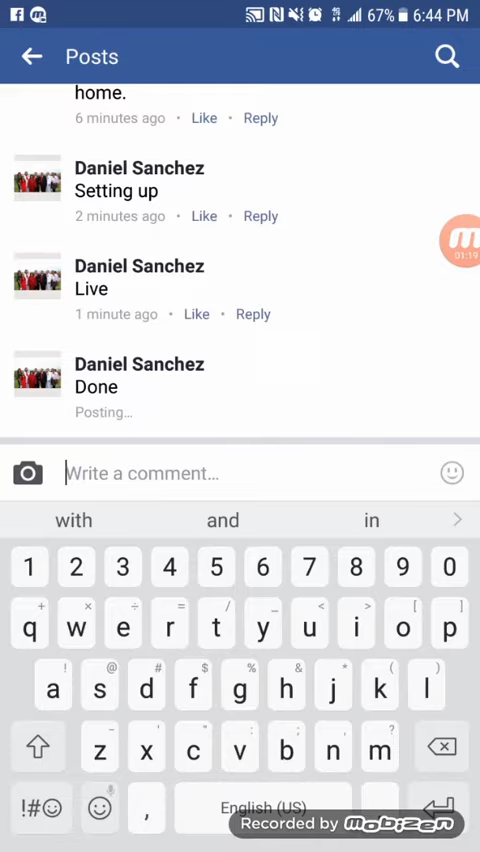 67% 6:44 PM
Posts
home.
6 minutes ago • Like • Reply
Daniel Sanchez
Setting up
2 minutes ago • Like • Reply
01:19
Daniel Sanchez
Live
1 minute ago • Like • Reply
Daniel Sanchez
Done
Posting…
Write a comment…
with and in
1 2 3 4 5 6 7 8 9 0
+ × ÷ = / _ < > [ ]
q w e r t y u i o p
! @ # $ % & * ( )
a s d f g h j k l
- ' " : ; , ?
z x c v b n m
!#☺ , English (US)
Recorded by mobizen